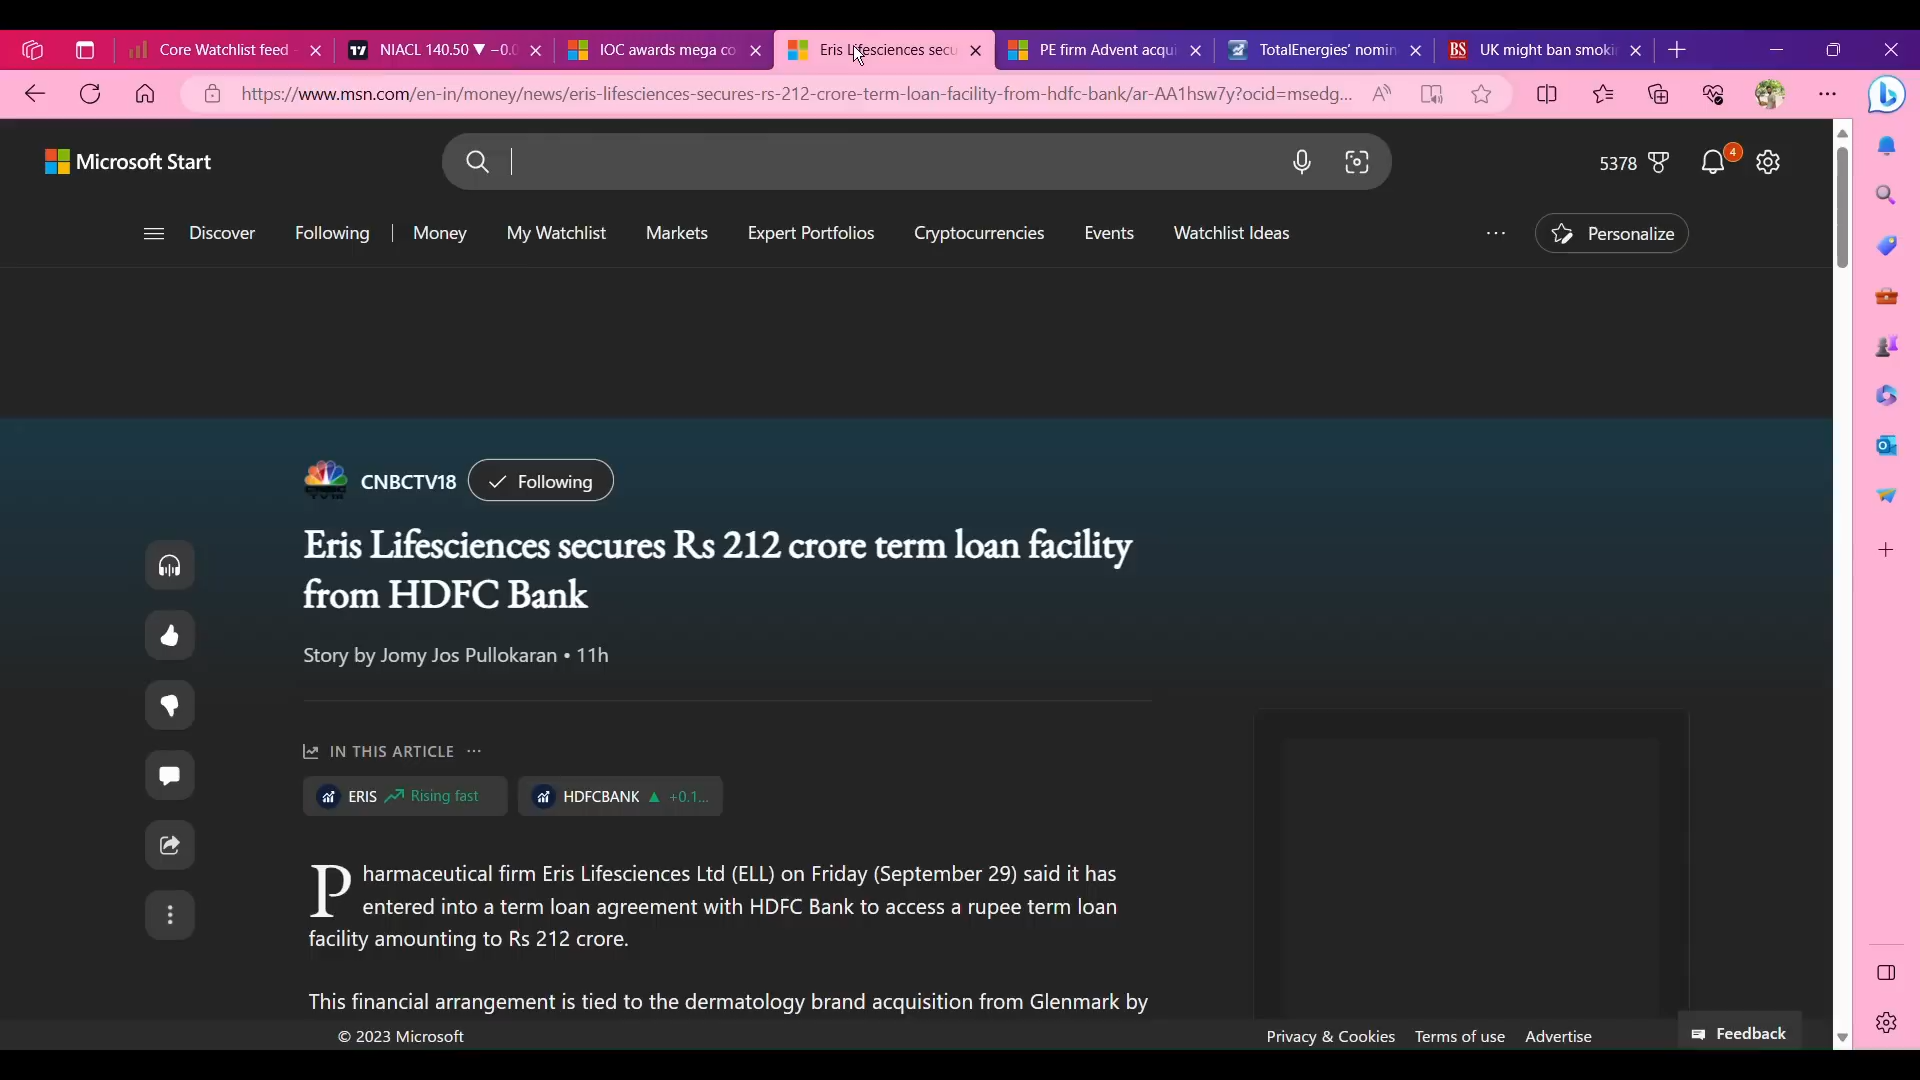 Core Watchlist feed
NIACL 140.50 ▼ −0.0
IOC awards mega co
Eris Lifesciences secu
PE firm Advent acqui
TotalEnergies' nomin
BS UK might ban smokin
https://www.msn.com/en-in/money/news/eris-lifesciences-secures-rs-212-crore-term-loan-facility-from-hdfc-bank/ar-AA1hsw7y?ocid=msedg...
Microsoft Start
5378
4
Discover
Following
Money
My Watchlist
Markets
Expert Portfolios
Cryptocurrencies
Events
Watchlist Ideas
Personalize
CNBCTV18
Following
Eris Lifesciences secures Rs 212 crore term loan facility
from HDFC Bank
Story by Jomy Jos Pullokaran • 11h
IN THIS ARTICLE ...
ERIS Rising fast
HDFCBANK ▲ +0.1...
Pharmaceutical firm Eris Lifesciences Ltd (ELL) on Friday (September 29) said it has
entered into a term loan agreement with HDFC Bank to access a rupee term loan
facility amounting to Rs 212 crore.
This financial arrangement is tied to the dermatology brand acquisition from Glenmark by
© 2023 Microsoft
Privacy & Cookies
Terms of use
Advertise
Feedback